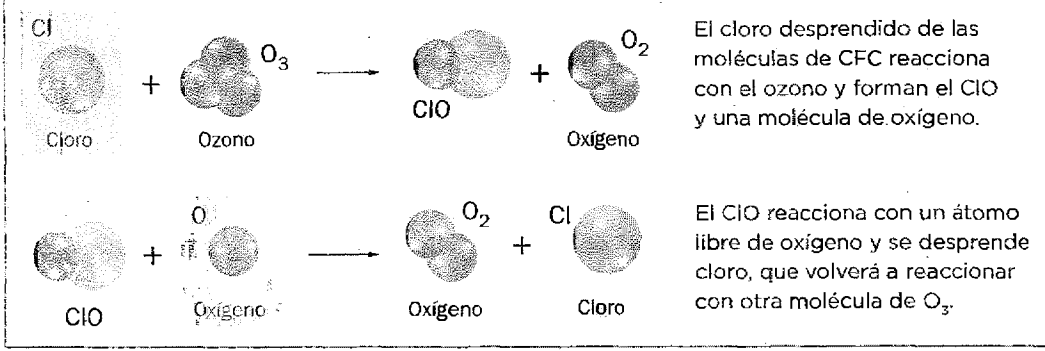 Cl + O₃ → ClO + O₂
Cloro Ozono Oxígeno
El cloro desprendido de las
moléculas de CFC reacciona
con el ozono y forman el ClO
y una molécula de oxígeno.
ClO + O → O₂ + Cl
Oxígeno Oxígeno Cloro
El ClO reacciona con un átomo
libre de oxígeno y se desprende
cloro, que volverá a reaccionar
con otra molécula de O₃.